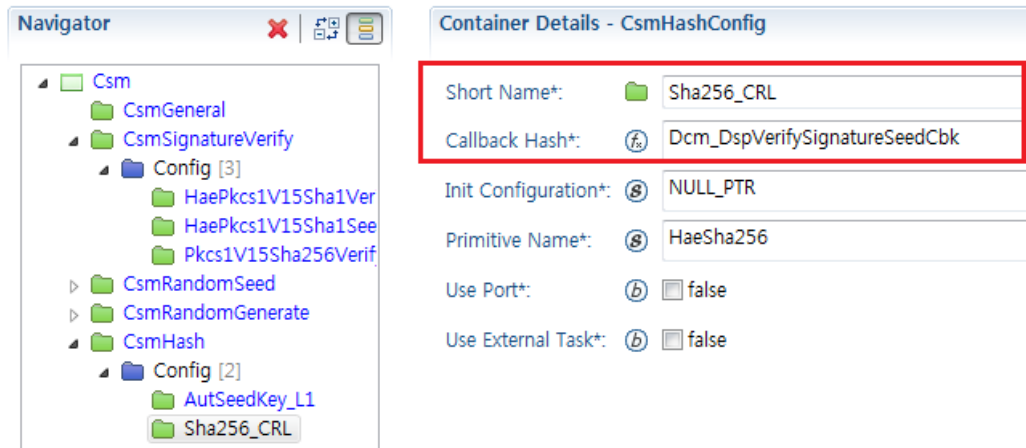 Navigator
Csm
CsmGeneral
CsmSignatureVerify
Config [3]
HaePkcs1V15Sha1Ver
HaePkcs1V15Sha1See
Pkcs1V15Sha256Verif
CsmRandomSeed
CsmRandomGenerate
CsmHash
Config [2]
AutSeedKey_L1
Sha256_CRL
Container Details - CsmHashConfig
Short Name*: Sha256_CRL
Callback Hash*: Dcm_DspVerifySignatureSeedCbk
Init Configuration*: NULL_PTR
Primitive Name*: HaeSha256
Use Port*: false
Use External Task*: false